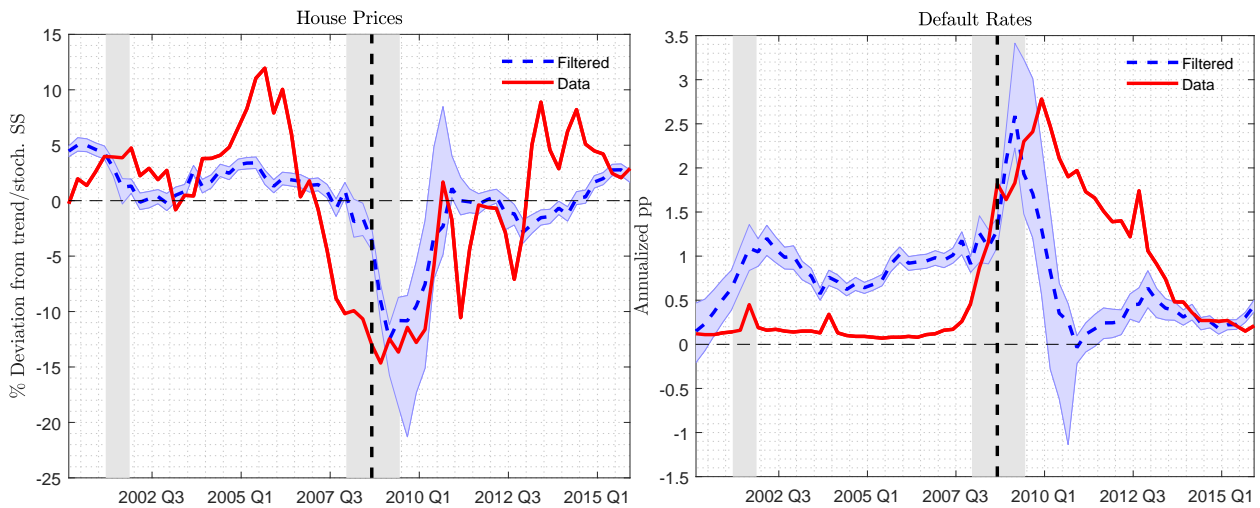 House Prices
% Deviation from trend/stoch. SS
15
10
5
0
-5
-10
-15
-20
-25
Filtered
Data
2002 Q3
2005 Q1
2007 Q3
2010 Q1
2012 Q3
2015 Q1
Default Rates
Annualized pp
3.5
3
2.5
2
1.5
1
0.5
0
-0.5
-1
-1.5
Filtered
Data
2002 Q3
2005 Q1
2007 Q3
2010 Q1
2012 Q3
2015 Q1